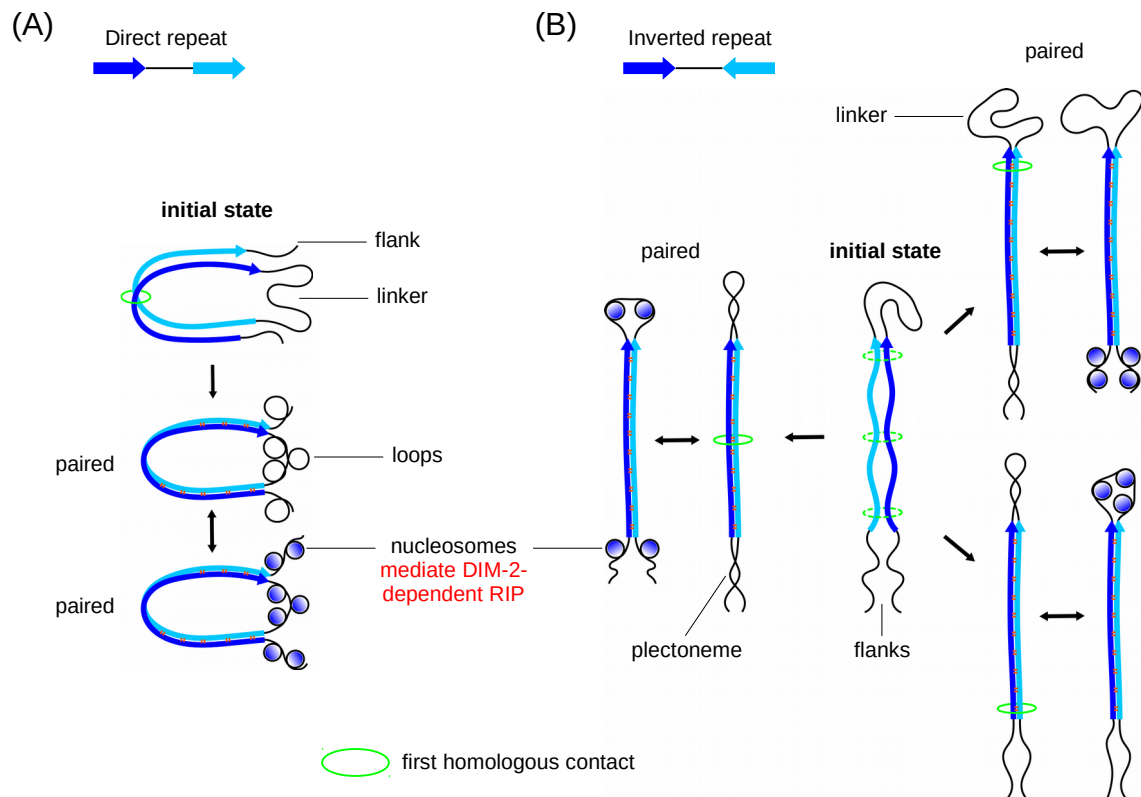 (A)
Direct repeat
initial state
flank
linker
paired
loops
paired
nucleosomes
mediate DIM-2-
dependent RIP
(B)
Inverted repeat
paired
linker
paired
initial state
plectoneme
flanks
first homologous contact